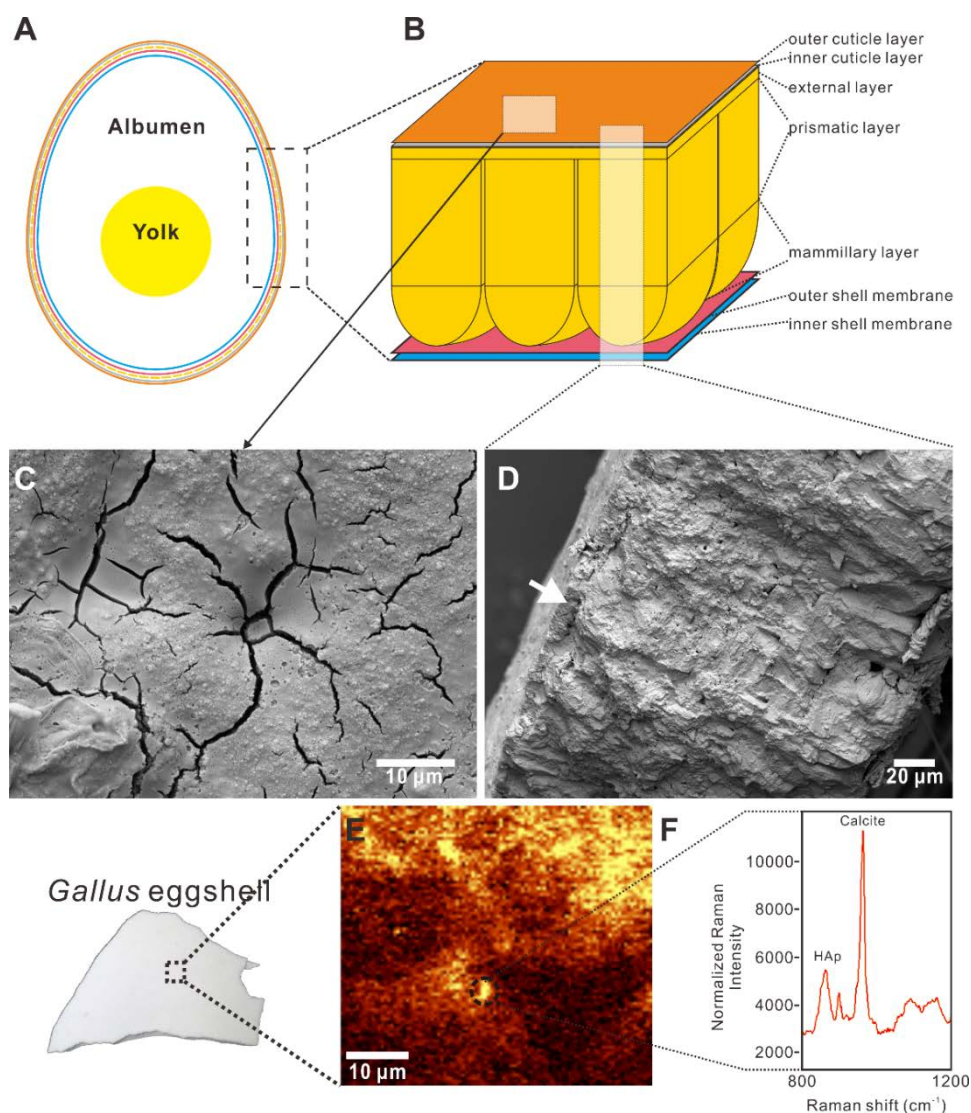 A
B
outer cuticle layer
inner cuticle layer
external layer
prismatic layer
mammillary layer
outer shell membrane
inner shell membrane
Albumen
Yolk
C
10 µm
D
20 µm
Gallus eggshell
E
10 µm
F
Normalized Raman
Intensity
10000
8000
6000
4000
2000
Calcite
HAp
800
1200
Raman shift (cm⁻¹)